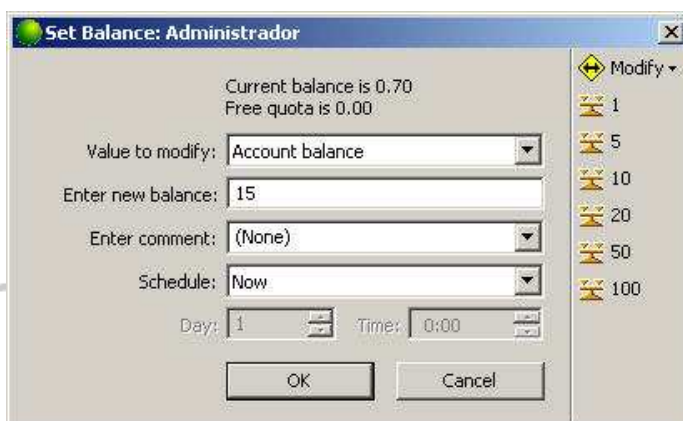 Set Balance: Administrador
Current balance is 0.70
Free quota is 0.00
Value to modify: Account balance
Enter new balance: 15
Enter comment: (None)
Schedule: Now
Day: 1 Time: 0:00
OK Cancel
Modify
1
5
10
20
50
100